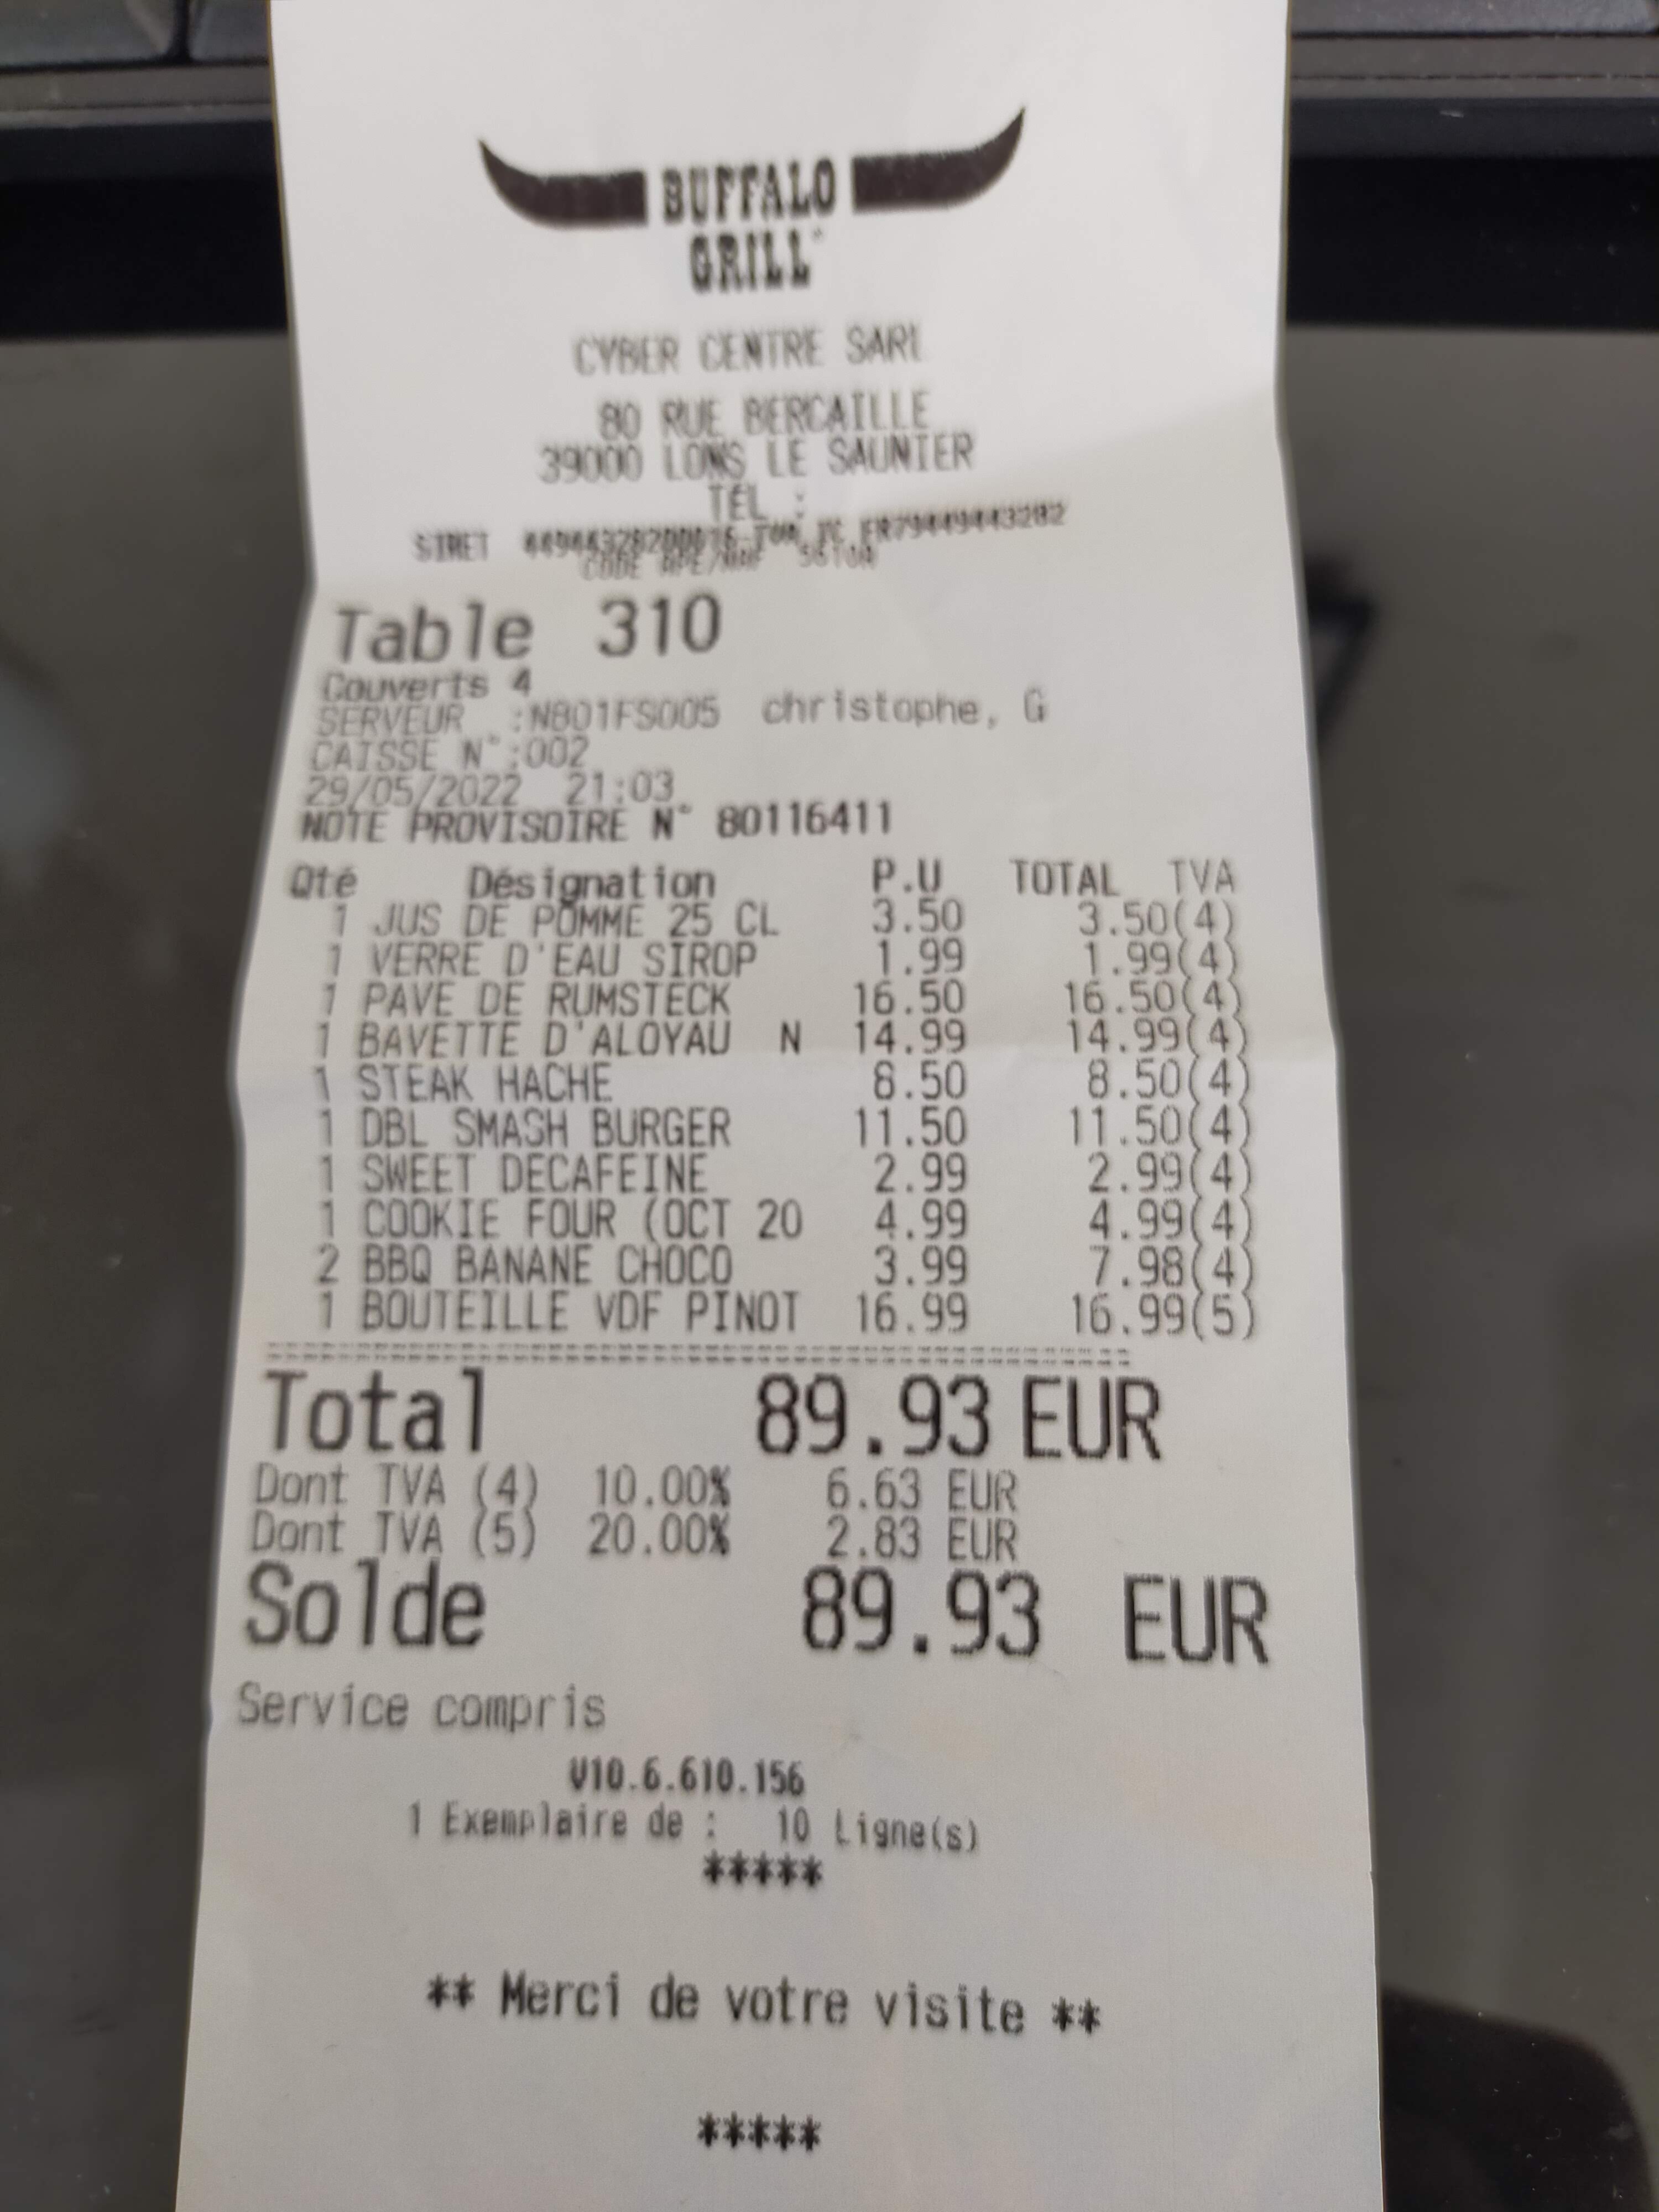 BUFFALO
GRILL
CYBER CENTRE SARL
80 RUE BERCAILLE
39000 LONS LE SAUNIER
TEL :
SIRET FR79449443282
CODE APE/NAF
Table 310
Couverts 4
SERVEUR :N801FS005 christophe, G
CAISSE N°:002
29/05/2022 21:03
NOTE PROVISOIRE N° 80116411
Qté Désignation P.U TOTAL TVA
1 JUS DE POMME 25 CL 3.50 3.50(4)
1 VERRE D'EAU SIROP 1.99 1.99(4)
1 PAVE DE RUMSTECK 16.50 16.50(4)
1 BAVETTE D'ALOYAU N 14.99 14.99(4)
1 STEAK HACHE 8.50 8.50(4)
1 DBL SMASH BURGER 11.50 11.50(4)
1 SWEET DECAFEINE 2.99 2.99(4)
1 COOKIE FOUR (OCT 20 4.99 4.99(4)
2 BBQ BANANE CHOCO 3.99 7.98(4)
1 BOUTEILLE VDF PINOT 16.99 16.99(5)
Total 89.93 EUR
Dont TVA (4) 10.00% 6.63 EUR
Dont TVA (5) 20.00% 2.83 EUR
Solde 89.93 EUR
Service compris
V10.6.610.156
1 Exemplaire de : 10 Ligne(s)
*****
** Merci de votre visite **
*****